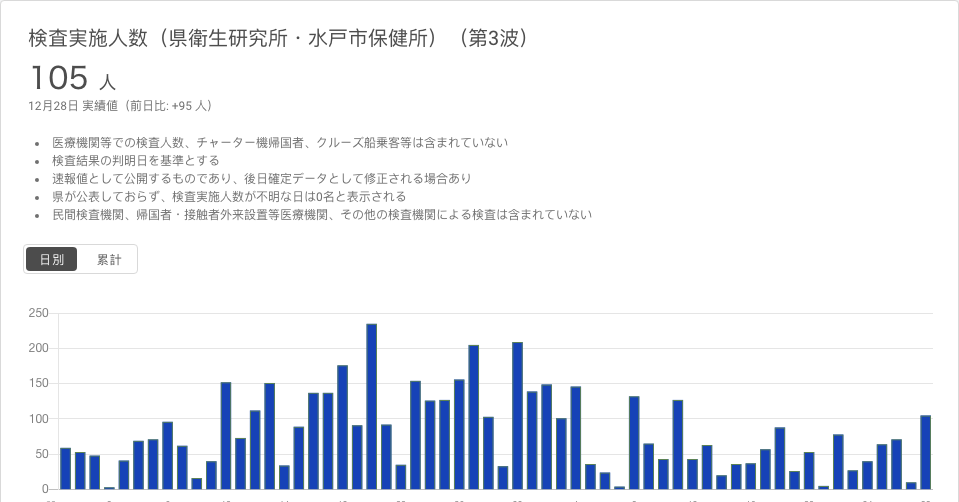 検査実施人数（県衛生研究所・水戸市保健所）（第3波）
105 人
12月28日 実績値（前日比: +95 人）
医療機関等での検査人数、チャーター機帰国者、クルーズ船乗客等は含まれていない
検査結果の判明日を基準とする
速報値として公開するものであり、後日確定データとして修正される場合あり
県が公表しておらず、検査実施人数が不明な日は0名と表示される
民間検査機関、帰国者・接触者外来設置等医療機関、その他の検査機関による検査は含まれていない
日別 累計
250
200
150
100
50
0